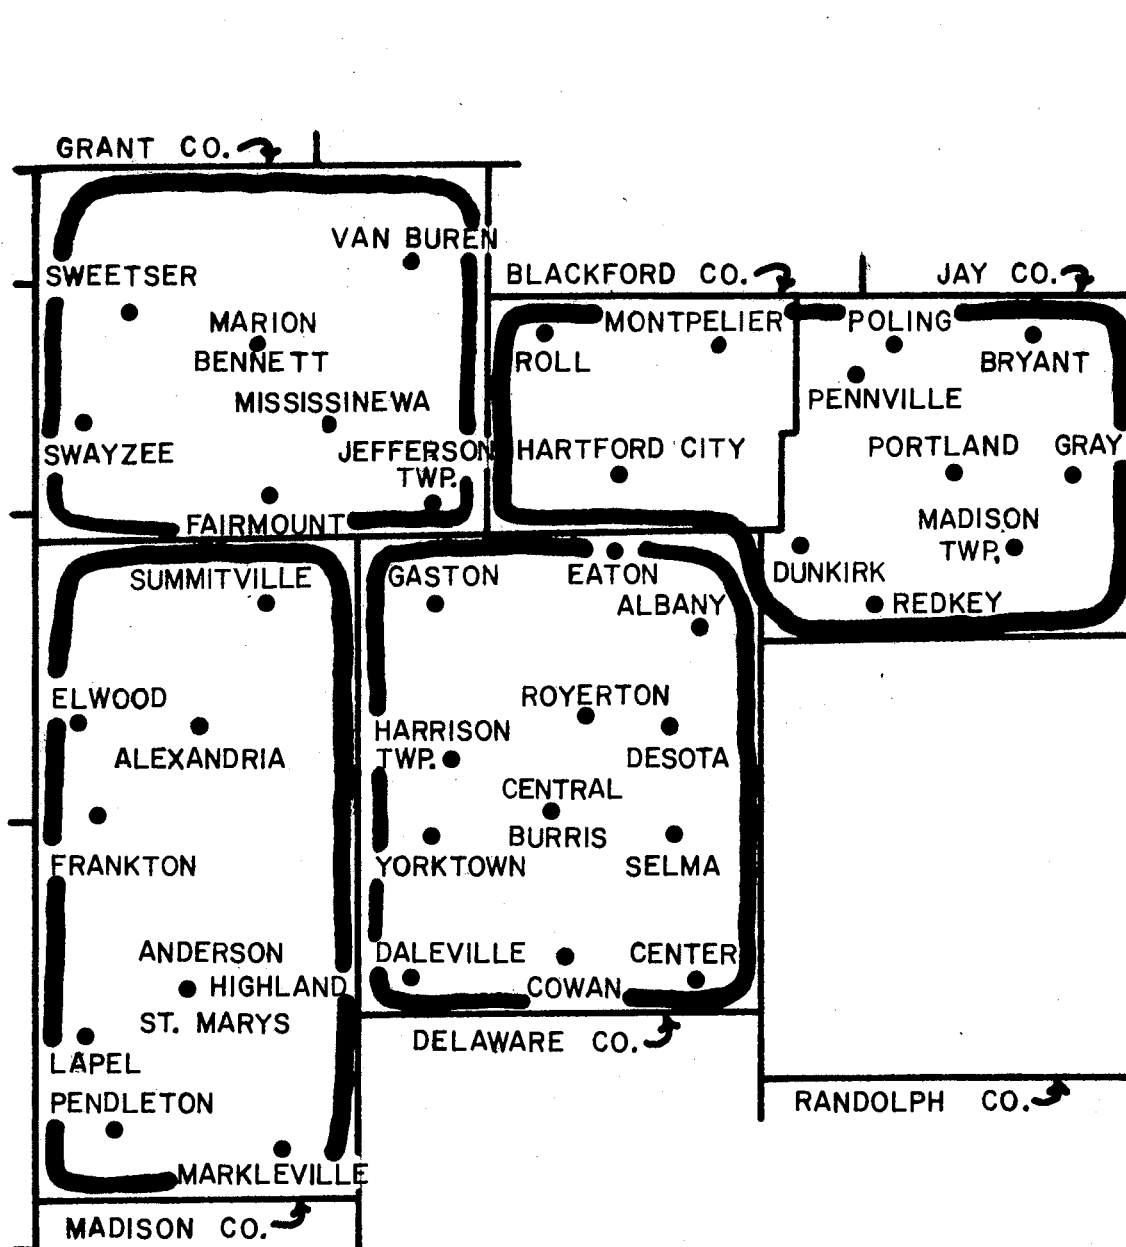 GRANT CO.
VAN BUREN
SWEETSER
MARION
BENNETT
MISSISSINEWA
SWAYZEE
JEFFERSON
TWP.
FAIRMOUNT
BLACKFORD CO.
JAY CO.
MONTPELIER
POLING
ROLL
BRYANT
PENNVILLE
HARTFORD CITY
PORTLAND
GRAY
MADISON
TWP.
DUNKIRK
REDKEY
SUMMITVILLE
ELWOOD
ALEXANDRIA
FRANKTON
ANDERSON
HIGHLAND
ST. MARYS
LAPEL
PENDLETON
MARKLEVILLE
MADISON CO.
GASTON
EATON
ALBANY
ROYERTON
HARRISON
TWP.
DESOTA
CENTRAL
BURRIS
YORKTOWN
SELMA
DALEVILLE
CENTER
COWAN
DELAWARE CO.
RANDOLPH CO.